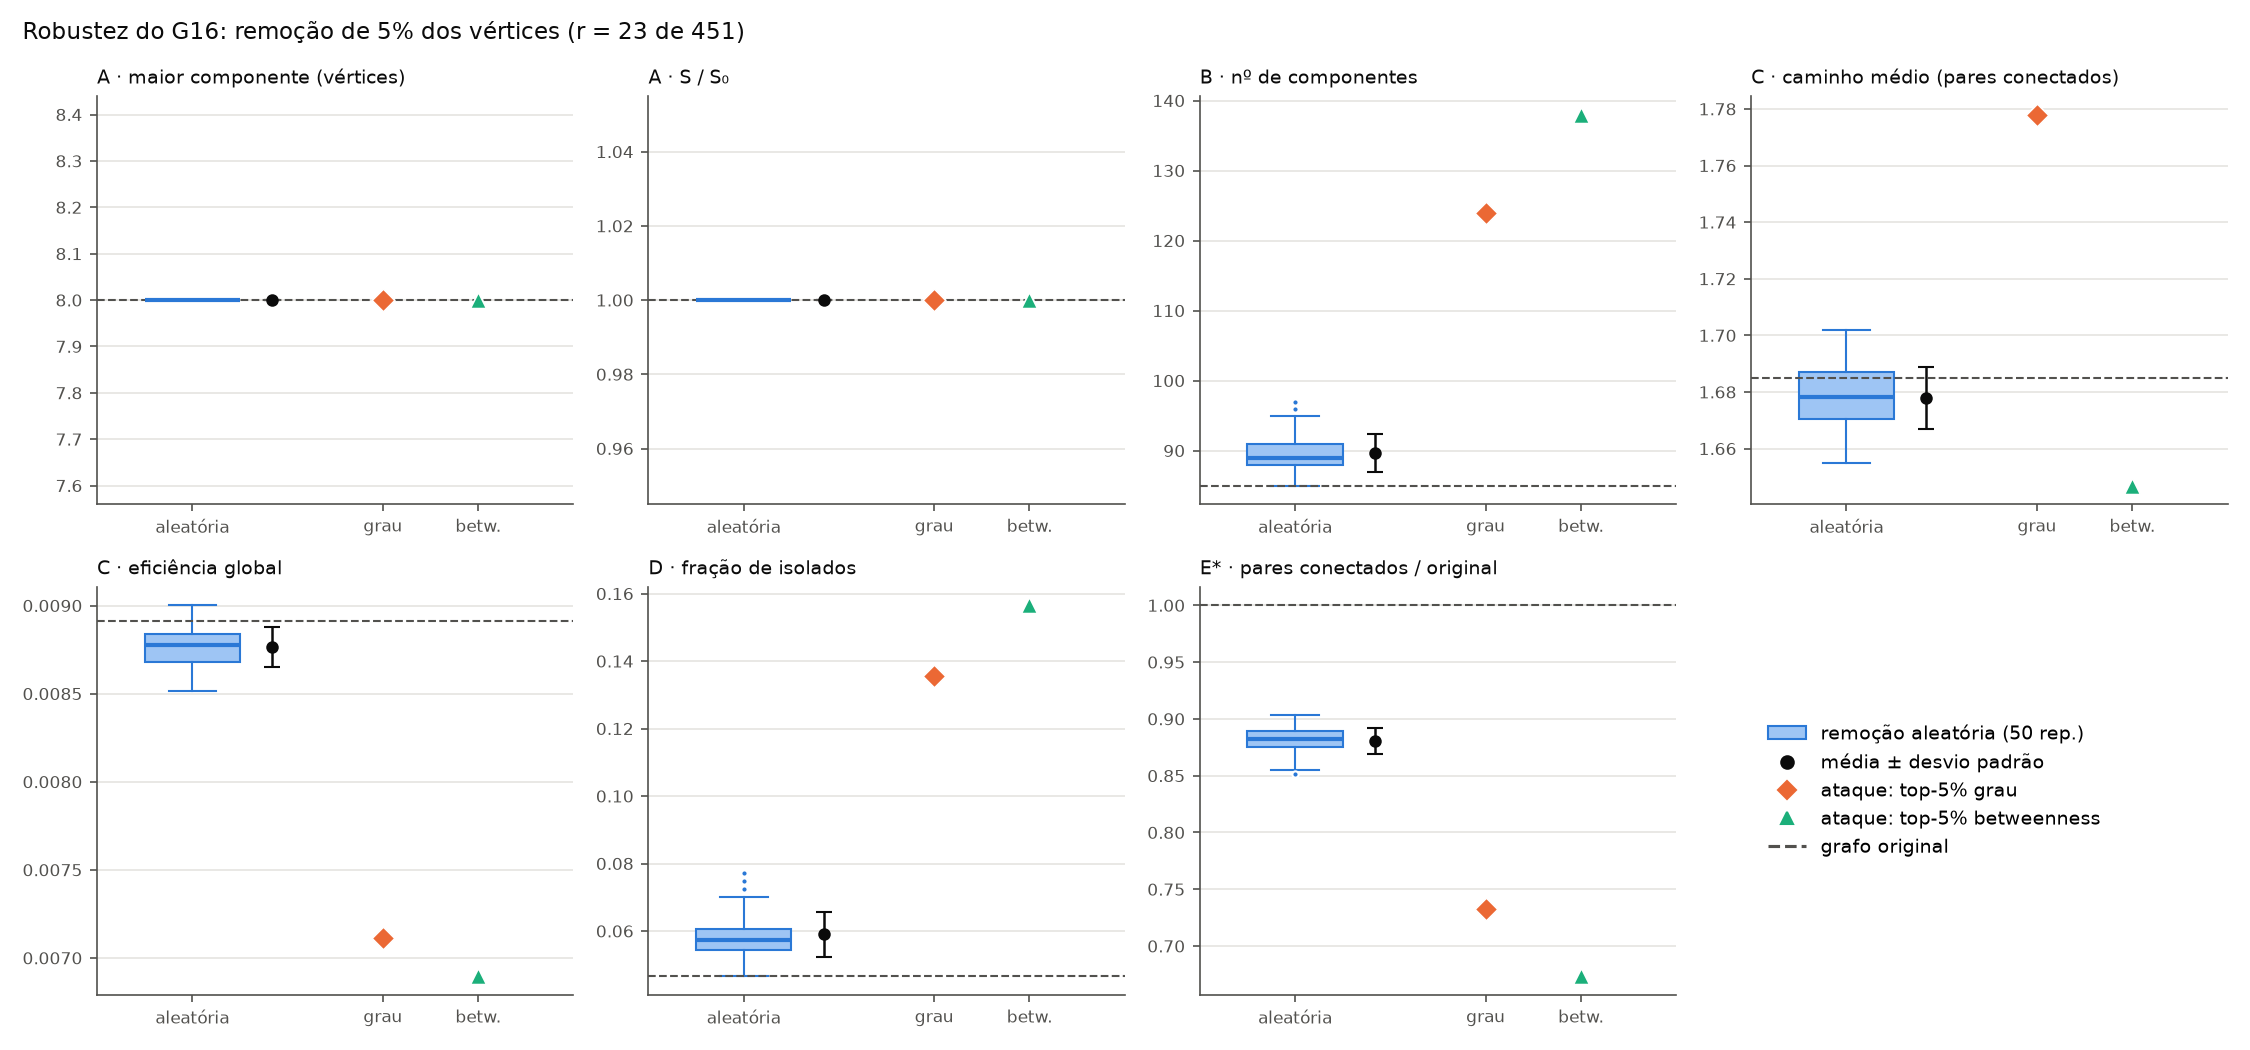 Robustez do G16: remoção de 5% dos vértices (r = 23 de 451)
A · maior componente (vértices)
8.4
8.3
8.2
8.1
8.0
7.9
7.8
7.7
7.6
aleatória
grau
betw.
A · S / S₀
1.04
1.02
1.00
0.98
0.96
aleatória
grau
betw.
B · nº de componentes
140
130
120
110
100
90
aleatória
grau
betw.
C · caminho médio (pares conectados)
1.78
1.76
1.74
1.72
1.70
1.68
1.66
aleatória
grau
betw.
C · eficiência global
0.0090
0.0085
0.0080
0.0075
0.0070
aleatória
grau
betw.
D · fração de isolados
0.16
0.14
0.12
0.10
0.08
0.06
aleatória
grau
betw.
E* · pares conectados / original
1.00
0.95
0.90
0.85
0.80
0.75
0.70
aleatória
grau
betw.
remoção aleatória (50 rep.)
média ± desvio padrão
ataque: top-5% grau
ataque: top-5% betweenness
grafo original